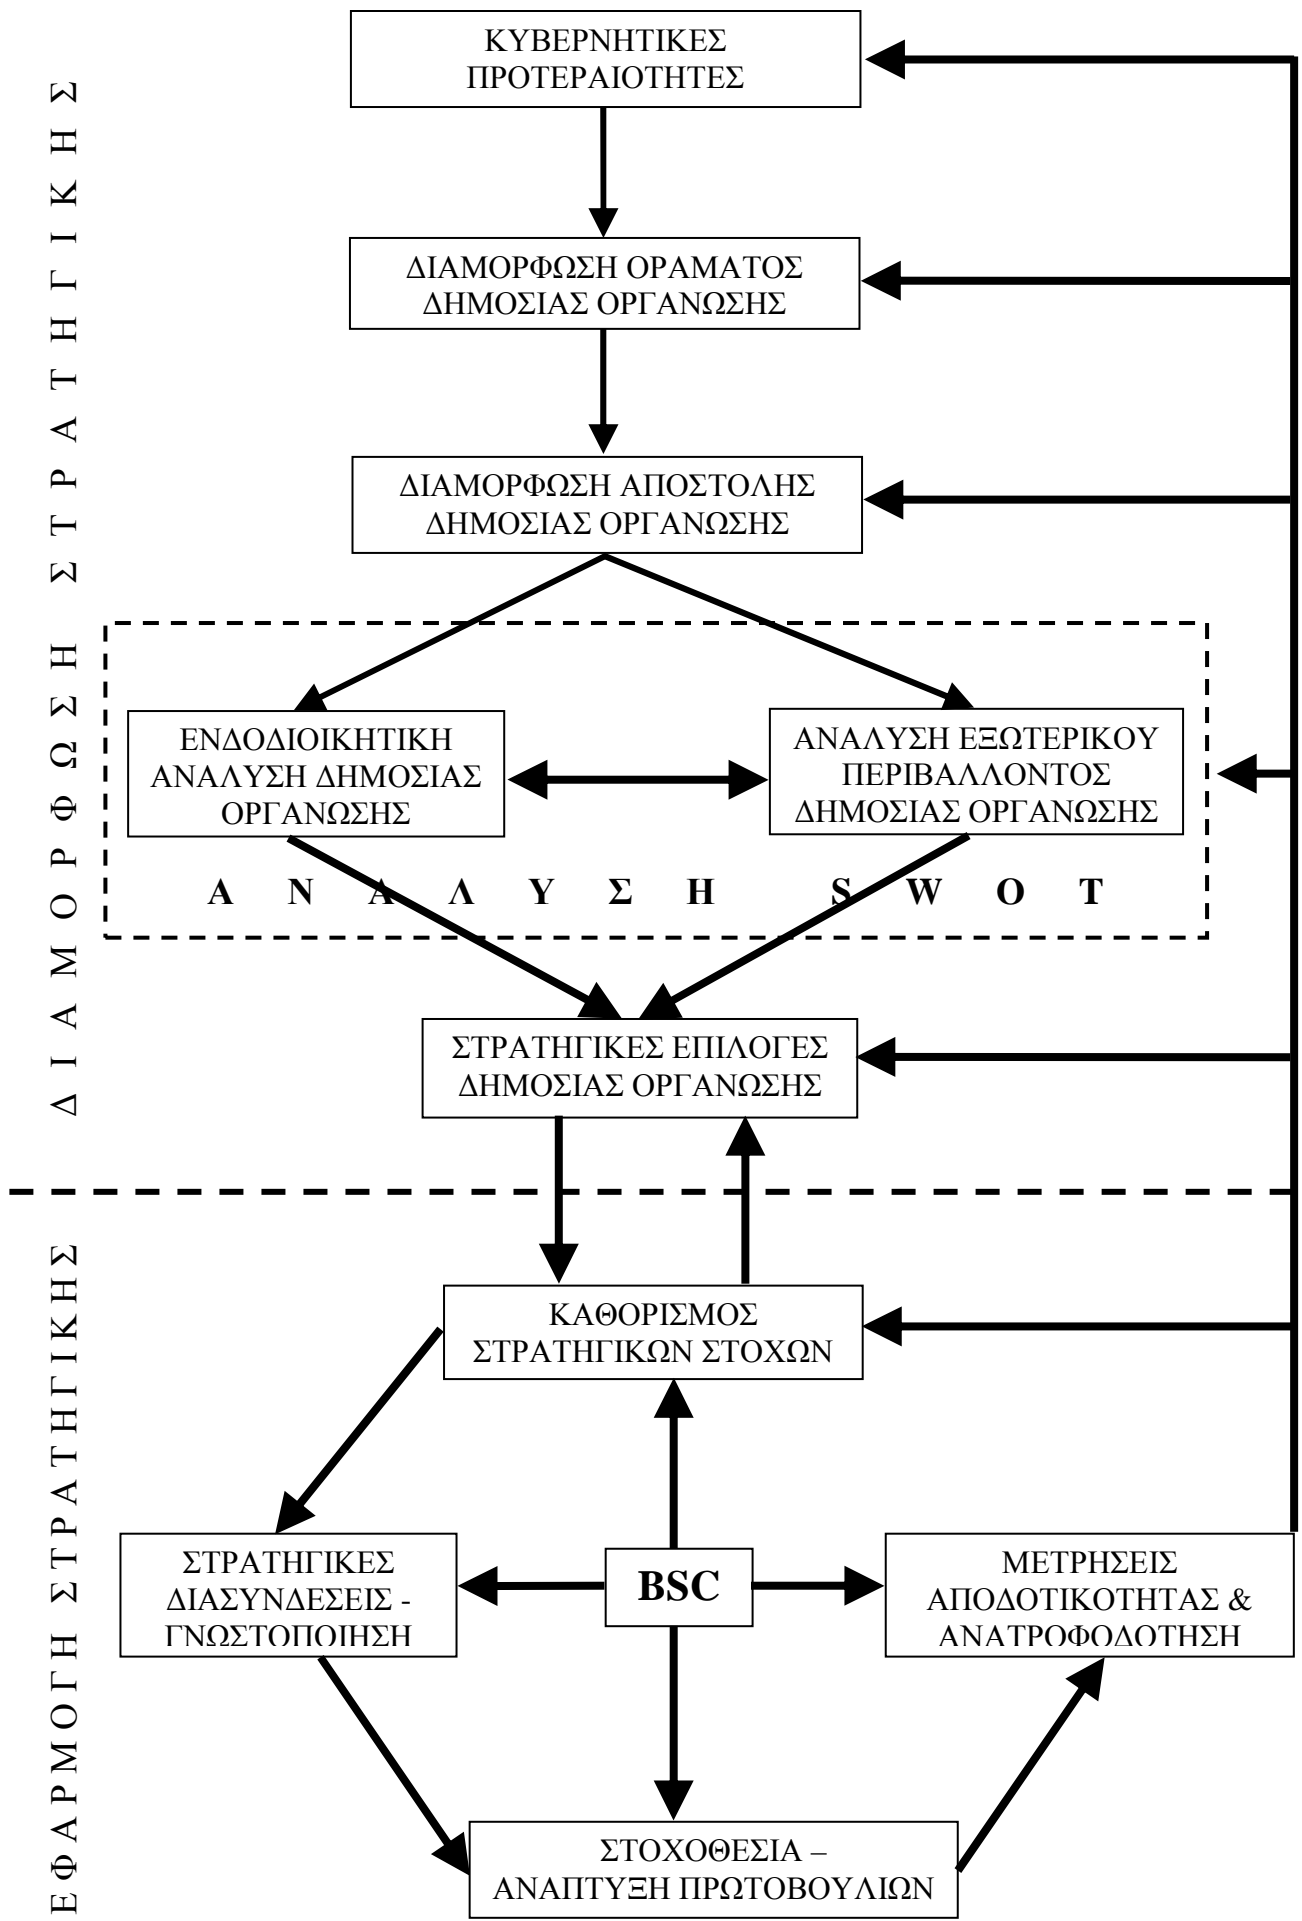 ΔΙΑΜΟΡΦΩΣΗ ΣΤΡΑΤΗΓΙΚΗΣ
ΚΥΒΕΡΝΗΤΙΚΕΣ
ΠΡΟΤΕΡΑΙΟΤΗΤΕΣ
ΔΙΑΜΟΡΦΩΣΗ ΟΡΑΜΑΤΟΣ
ΔΗΜΟΣΙΑΣ ΟΡΓΑΝΩΣΗΣ
ΔΙΑΜΟΡΦΩΣΗ ΑΠΟΣΤΟΛΗΣ
ΔΗΜΟΣΙΑΣ ΟΡΓΑΝΩΣΗΣ
ΕΝΔΟΔΙΟΙΚΗΤΙΚΗ
ΑΝΑΛΥΣΗ ΔΗΜΟΣΙΑΣ
ΟΡΓΑΝΩΣΗΣ
ΑΝΑΛΥΣΗ ΕΞΩΤΕΡΙΚΟΥ
ΠΕΡΙΒΑΛΛΟΝΤΟΣ
ΔΗΜΟΣΙΑΣ ΟΡΓΑΝΩΣΗΣ
ΑΝΑΛΥΣΗ SWOT
ΣΤΡΑΤΗΓΙΚΕΣ ΕΠΙΛΟΓΕΣ
ΔΗΜΟΣΙΑΣ ΟΡΓΑΝΩΣΗΣ
ΕΦΑΡΜΟΓΗ ΣΤΡΑΤΗΓΙΚΗΣ
ΚΑΘΟΡΙΣΜΟΣ
ΣΤΡΑΤΗΓΙΚΩΝ ΣΤΟΧΩΝ
ΣΤΡΑΤΗΓΙΚΕΣ
ΔΙΑΣΥΝΔΕΣΕΙΣ -
ΓΝΩΣΤΟΠΟΙΗΣΗ
BSC
ΜΕΤΡΗΣΕΙΣ
ΑΠΟΔΟΤΙΚΟΤΗΤΑΣ &
ΑΝΑΤΡΟΦΟΔΟΤΗΣΗ
ΣΤΟΧΟΘΕΣΙΑ –
ΑΝΑΠΤΥΞΗ ΠΡΩΤΟΒΟΥΛΙΩΝ